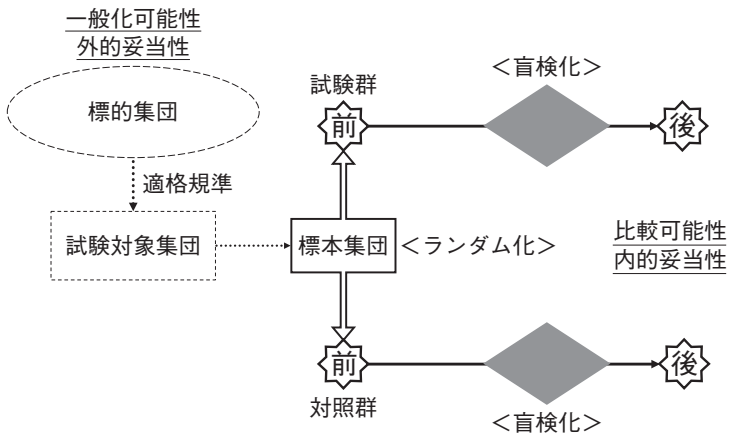 一般化可能性
外的妥当性
標的集団
適格規準
試験対象集団
標本集団
<ランダム化>
試験群
前
<盲検化>
後
比較可能性
内的妥当性
前
対照群
<盲検化>
後